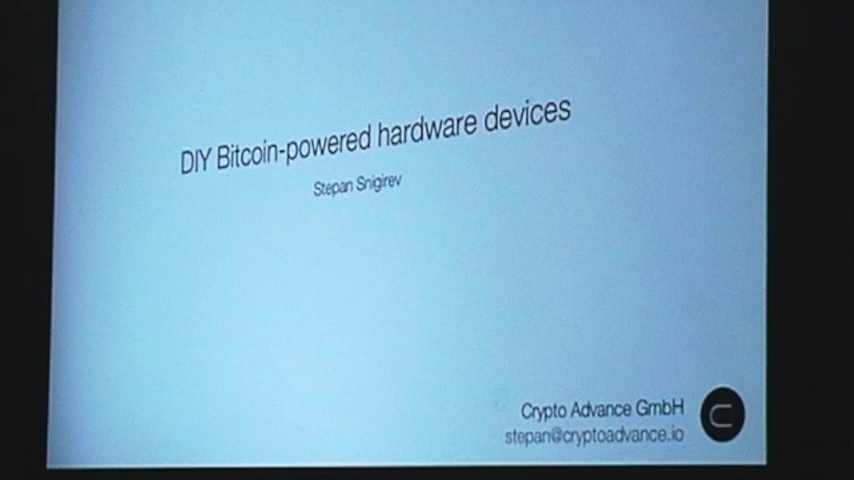 DIY Bitcoin-powered hardware devices
Stepan Snigirev
Crypto Advance GmbH
stepan@cryptoadvance.io